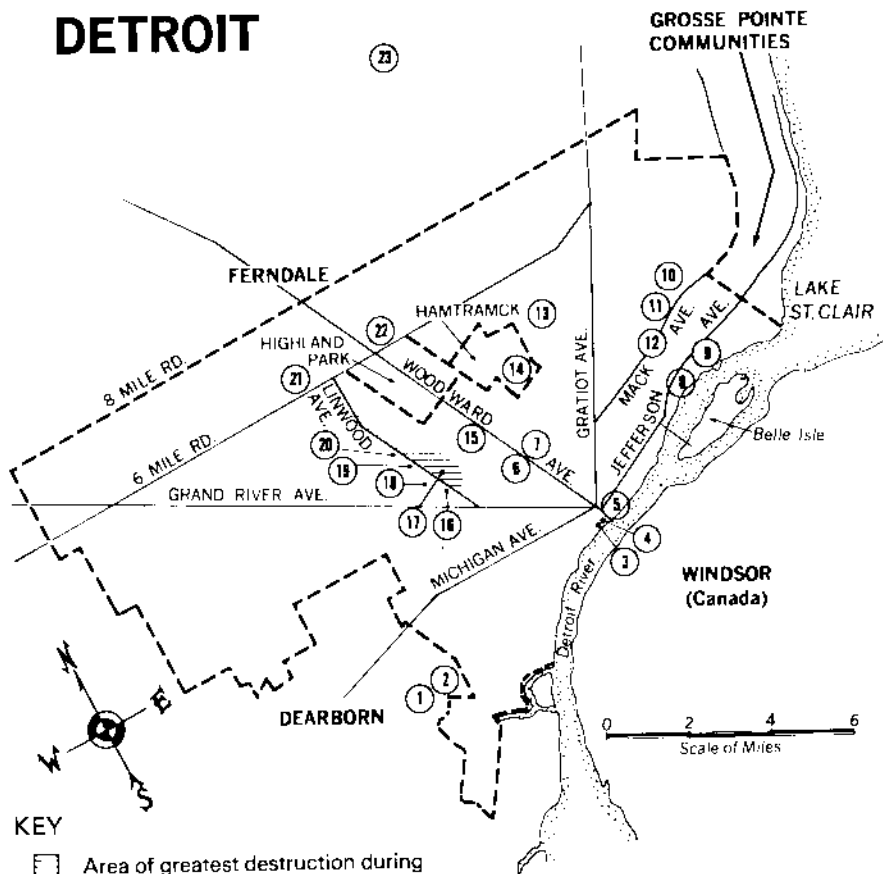 DETROIT
GROSSE POINTE
COMMUNITIES
23
FERNDALE
LAKE
ST. CLAIR
10
11
12
13
HAMTRAMCK
14
22
HIGHLAND
PARK
21
8 MILE RD.
6 MILE RD.
WOODWARD
AVE.
LINWOOD
AVE.
GRATIOT AVE.
MACK AVE.
JEFFERSON AVE.
9
8
Belle Isle
15
7
6
20
19
18
17
16
GRAND RIVER AVE.
5
4
3
MICHIGAN AVE.
WINDSOR
(Canada)
Detroit River
2
1
DEARBORN
N
E
W
S
0 2 4 6
Scale of Miles
KEY
Area of greatest destruction during